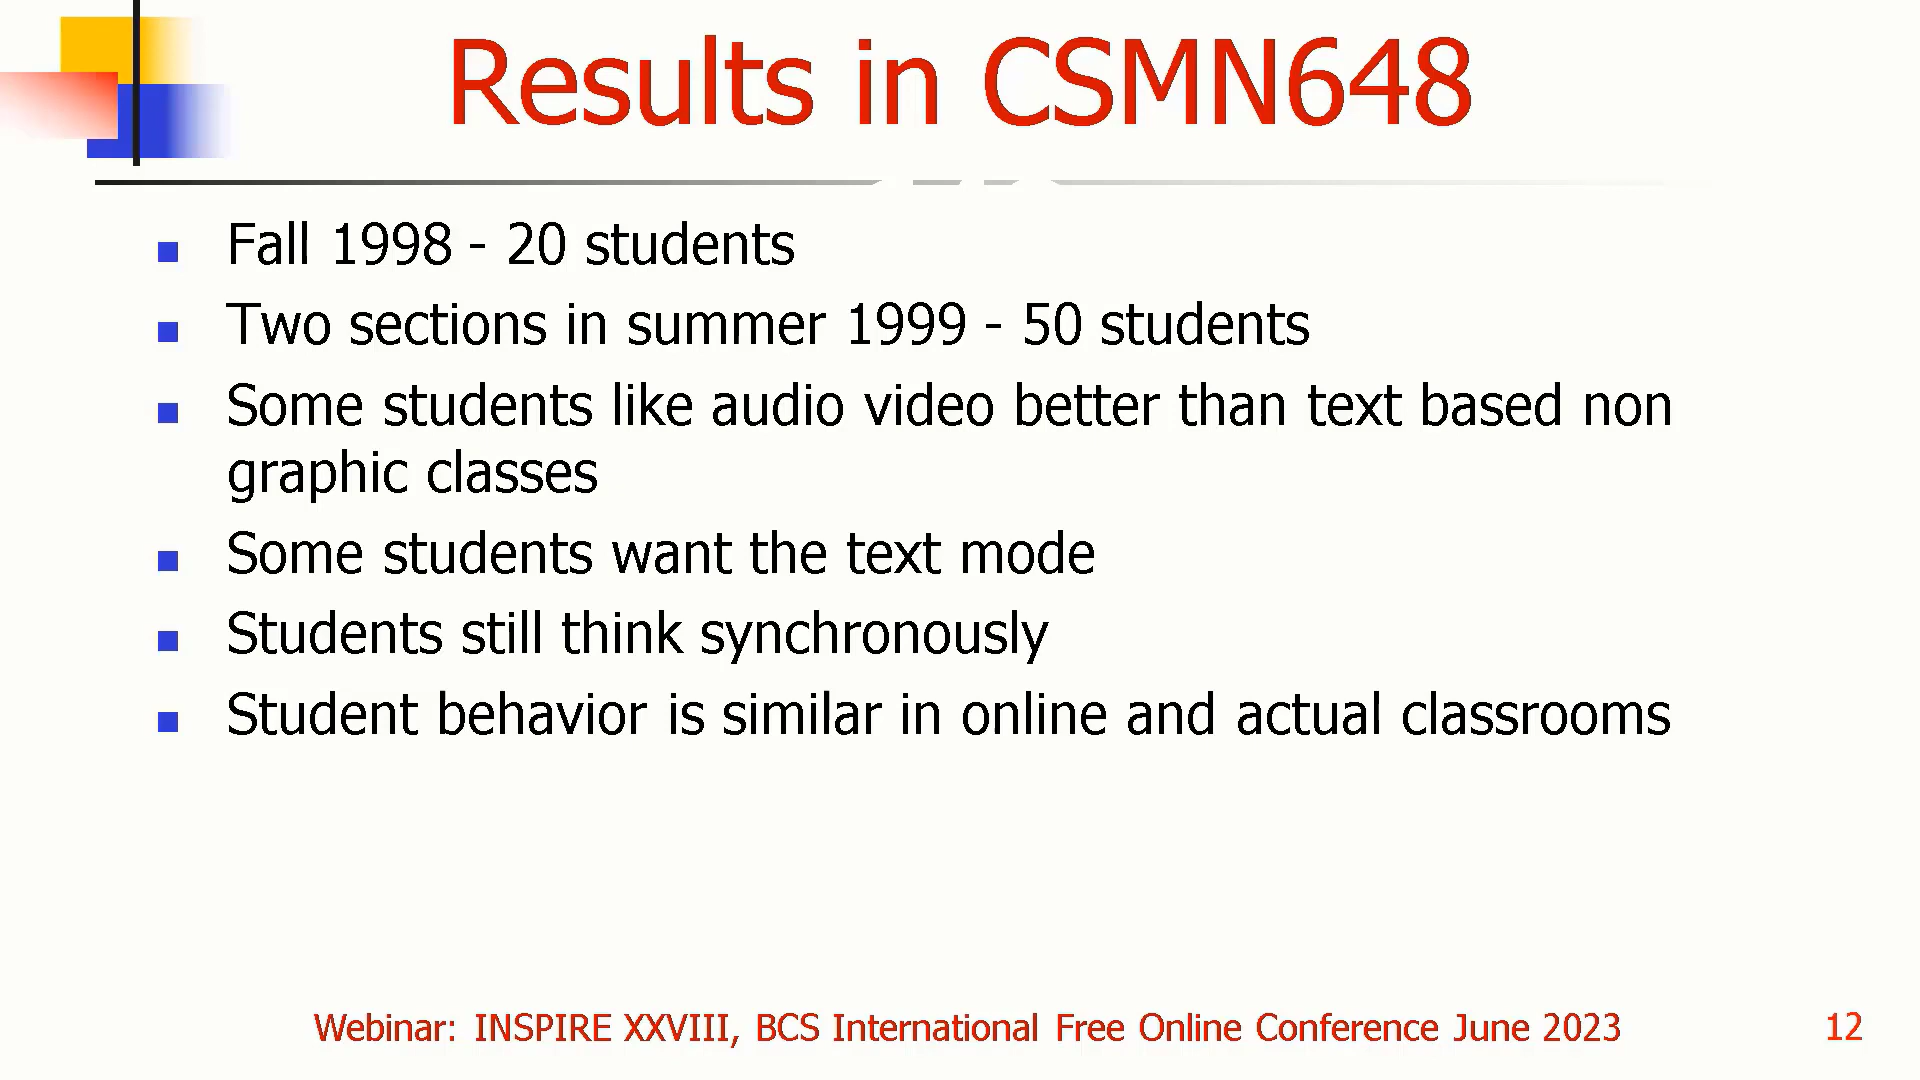 Results in CSMN648
Fall 1998 - 20 students
Two sections in summer 1999 - 50 students
Some students like audio video better than text based non
graphic classes
Some students want the text mode
Students still think synchronously
Student behavior is similar in online and actual classrooms
Webinar: INSPIRE XXVIII, BCS International Free Online Conference June 2023
12